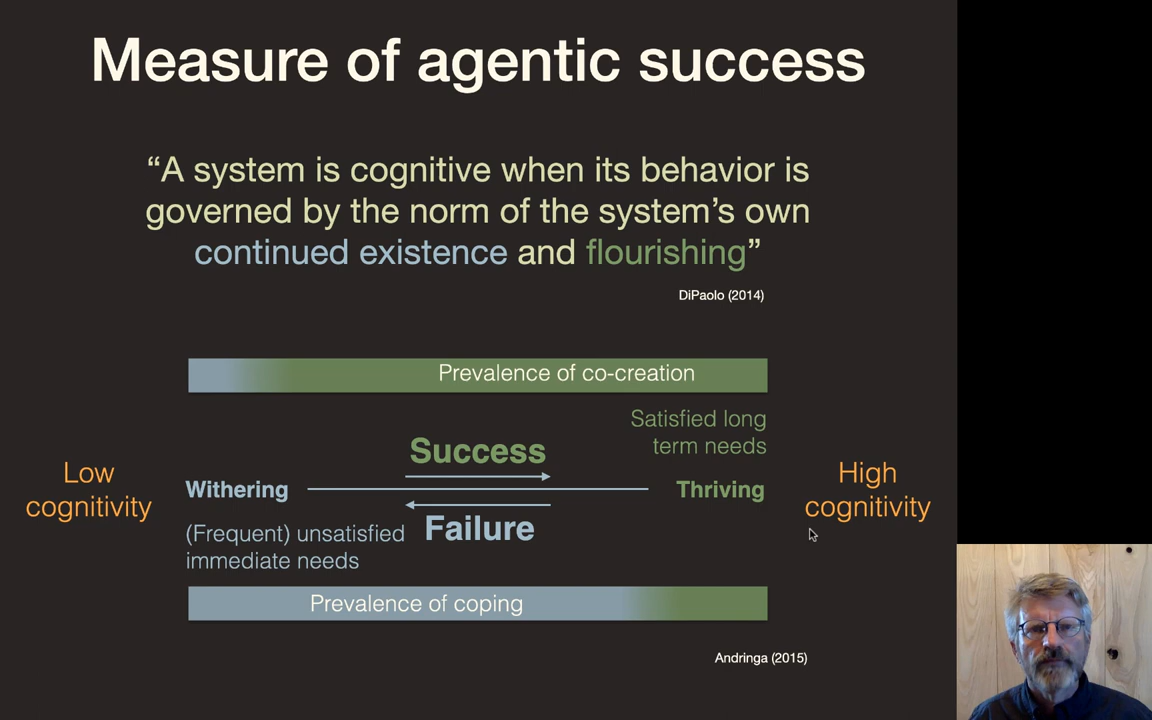 Measure of agentic success
“A system is cognitive when its behavior is
governed by the norm of the system’s own
continued existence and flourishing”
DiPaolo (2014)
Prevalence of co-creation
Satisfied long
term needs
Success
Low
cognitivity
Withering
Thriving
High
cognitivity
(Frequent) unsatisfied
immediate needs
Failure
Prevalence of coping
Andringa (2015)